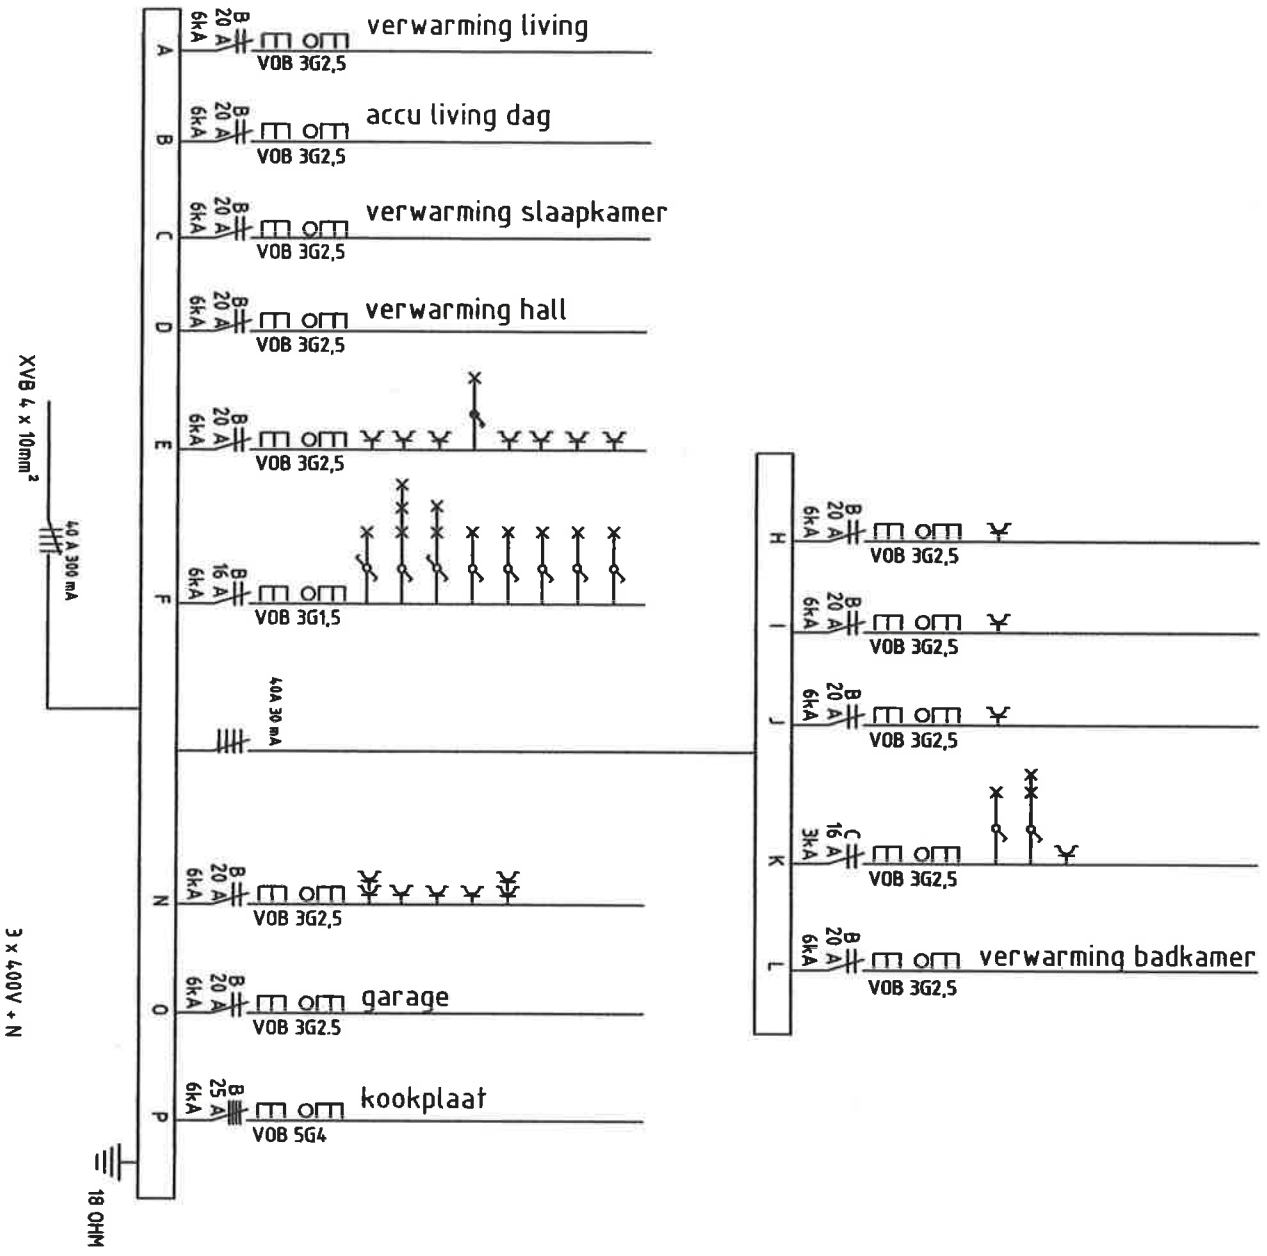 A
B
20 A
6kA
VOB 3G2,5
verwarming living
B
B
20 A
6kA
VOB 3G2,5
accu living dag
C
B
20 A
6kA
VOB 3G2,5
verwarming slaapkamer
D
B
20 A
6kA
VOB 3G2,5
verwarming hall
E
B
20 A
6kA
VOB 3G2,5
F
B
16 A
6kA
VOB 3G1,5
XVB 4 x 10mm²
40 A 300 mA
40A 30 mA
H
B
20 A
6kA
VOB 3G2,5
I
B
20 A
6kA
VOB 3G2,5
J
B
20 A
6kA
VOB 3G2,5
K
C
16 A
3kA
VOB 3G2,5
L
B
20 A
6kA
VOB 3G2,5
verwarming badkamer
N
B
20 A
6kA
VOB 3G2,5
O
B
20 A
6kA
VOB 3G2.5
garage
P
B
25 A
6kA
VOB 5G4
kookplaat
3 x 400V + N
18 OHM